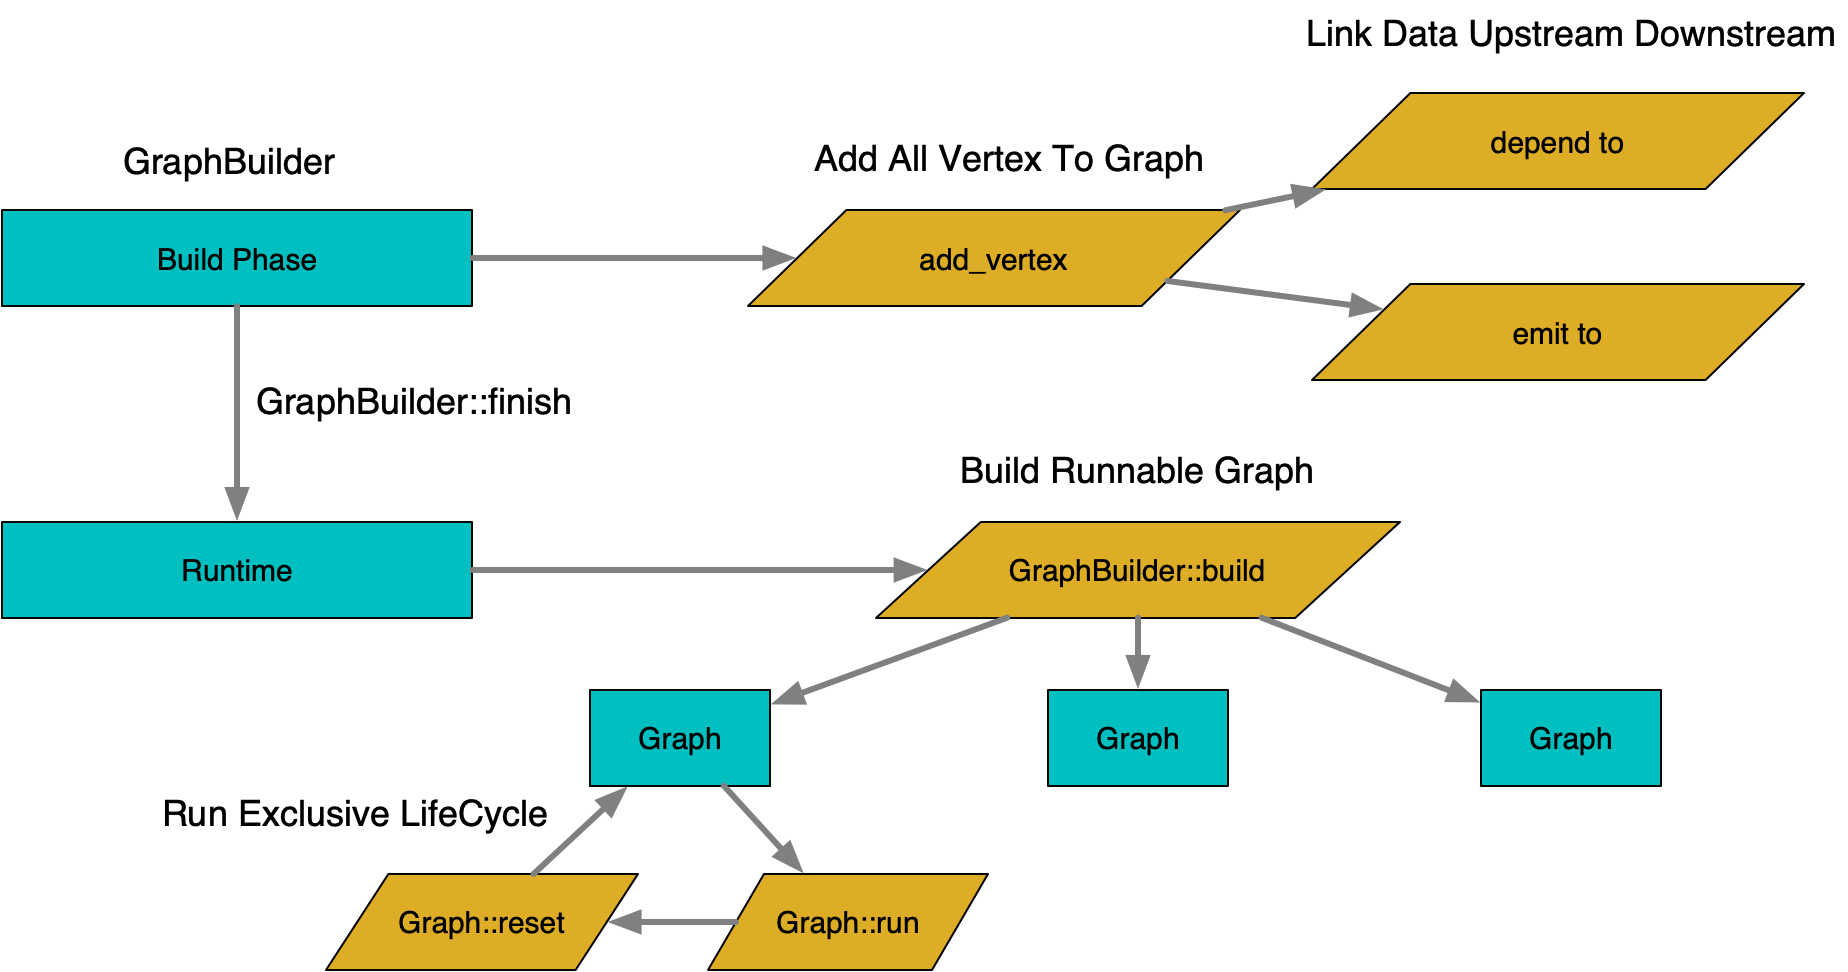 Link Data Upstream Downstream
depend to
GraphBuilder
Add All Vertex To Graph
Build Phase
add_vertex
emit to
GraphBuilder::finish
Build Runnable Graph
Runtime
GraphBuilder::build
Graph
Graph
Graph
Run Exclusive LifeCycle
Graph::reset
Graph::run